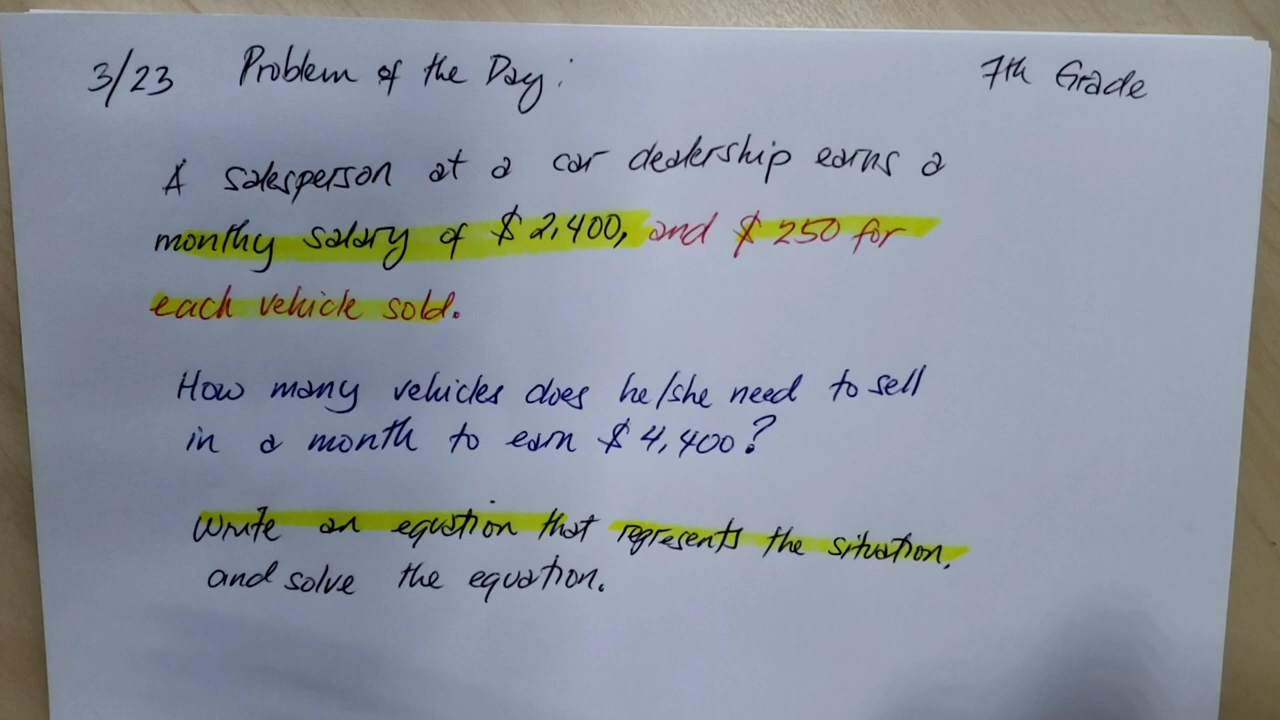 3/23 Problem of the Day: 7th Grade
A salesperson at a car dealership earns a
monthy salary of $2,400, and $250 for
each vehicle sold.
How many vehicles does he/she need to sell
in a month to earn $4,400?
Write an equation that represents the situation,
and solve the equation.